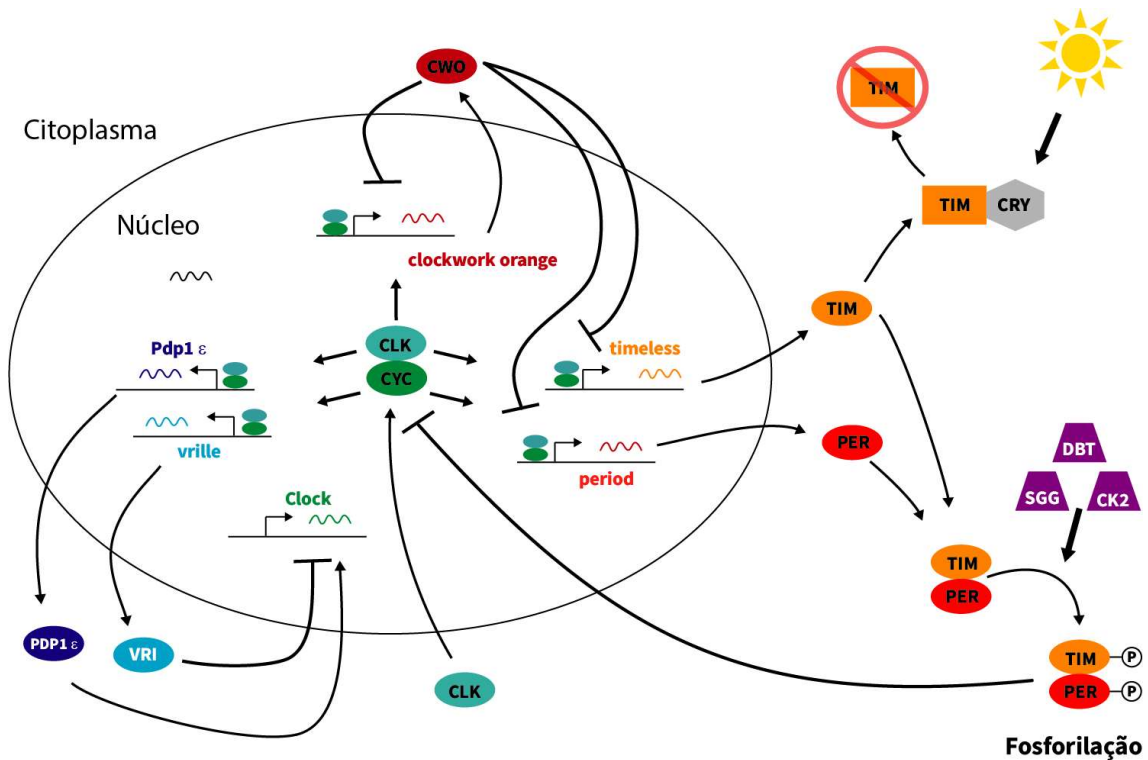 CWO
TIM
Citoplasma
TIM CRY
Núcleo
clockwork orange
TIM
CLK
CYC
Pdp1 ε
timeless
vrille
PER
period
DBT
SGG
CK2
Clock
TIM
PER
PDP1 ε
VRI
CLK
TIM P
PER P
Fosforilação